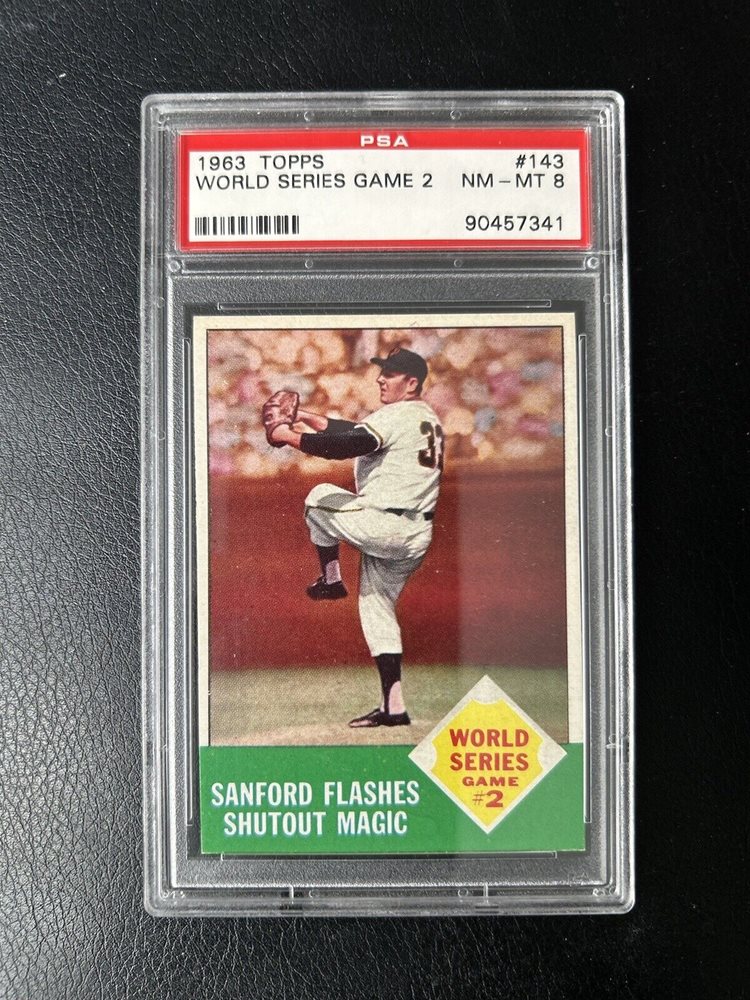 PSA
1963 TOPPS #143
WORLD SERIES GAME 2 NM – MT 8
90457341
WORLD
SERIES
GAME
#2
SANFORD FLASHES
SHUTOUT MAGIC